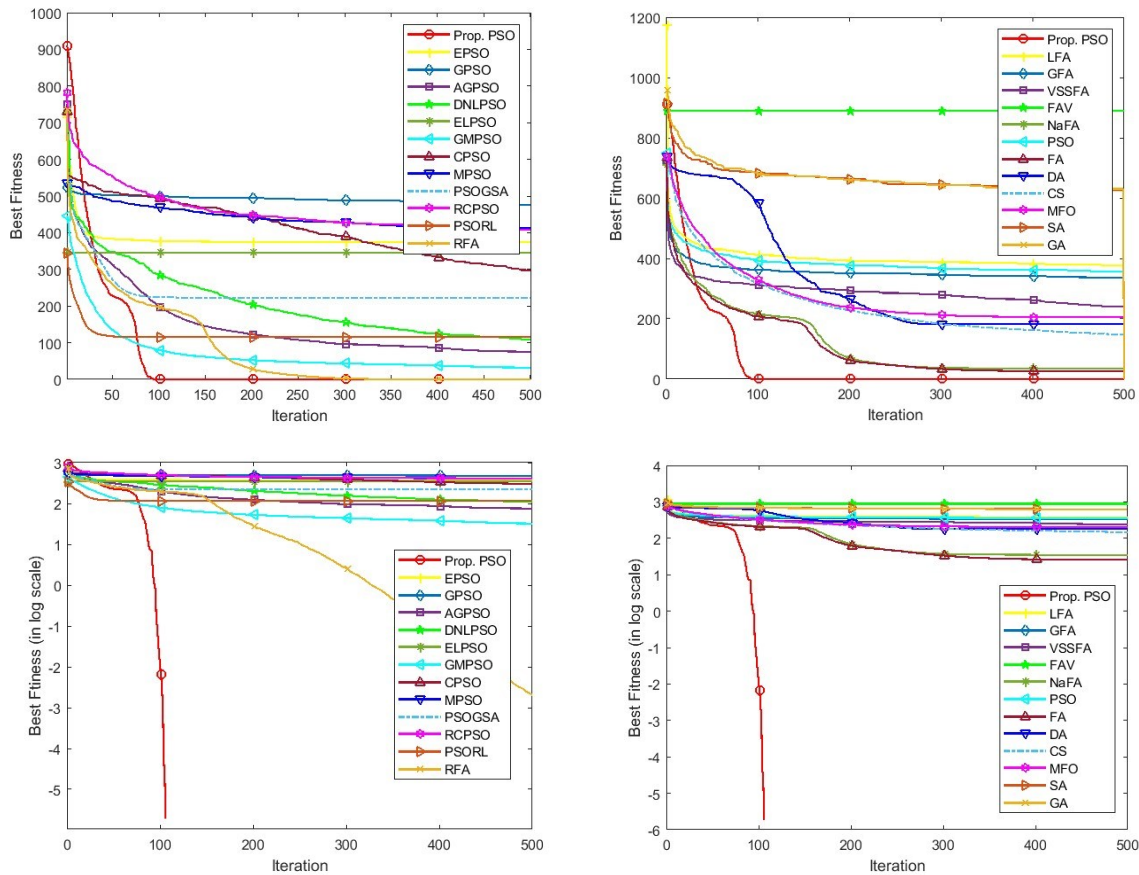 1000
900
800
700
600
500
400
300
200
100
0
Best Fitness
50
100
150
200
250
300
350
400
450
500
Iteration
Prop. PSO
EPSO
GPSO
AGPSO
DNLPSO
ELPSO
GMPSO
CPSO
MPSO
PSOGSA
RCPSO
PSORL
RFA
1200
1000
800
600
400
200
0
Best Fitness
0
100
200
300
400
500
Iteration
Prop. PSO
LFA
GFA
VSSFA
FAV
NaFA
PSO
FA
DA
CS
MFO
SA
GA
3
2
1
0
-1
-2
-3
-4
-5
Best Ftiness (in log scale)
0
100
200
300
400
500
Iteration
Prop. PSO
EPSO
GPSO
AGPSO
DNLPSO
ELPSO
GMPSO
CPSO
MPSO
PSOGSA
RCPSO
PSORL
RFA
4
3
2
1
0
-1
-2
-3
-4
-5
-6
Best Fitness (in log scale)
0
100
200
300
400
500
Iteration
Prop. PSO
LFA
GFA
VSSFA
FAV
NaFA
PSO
FA
DA
CS
MFO
SA
GA